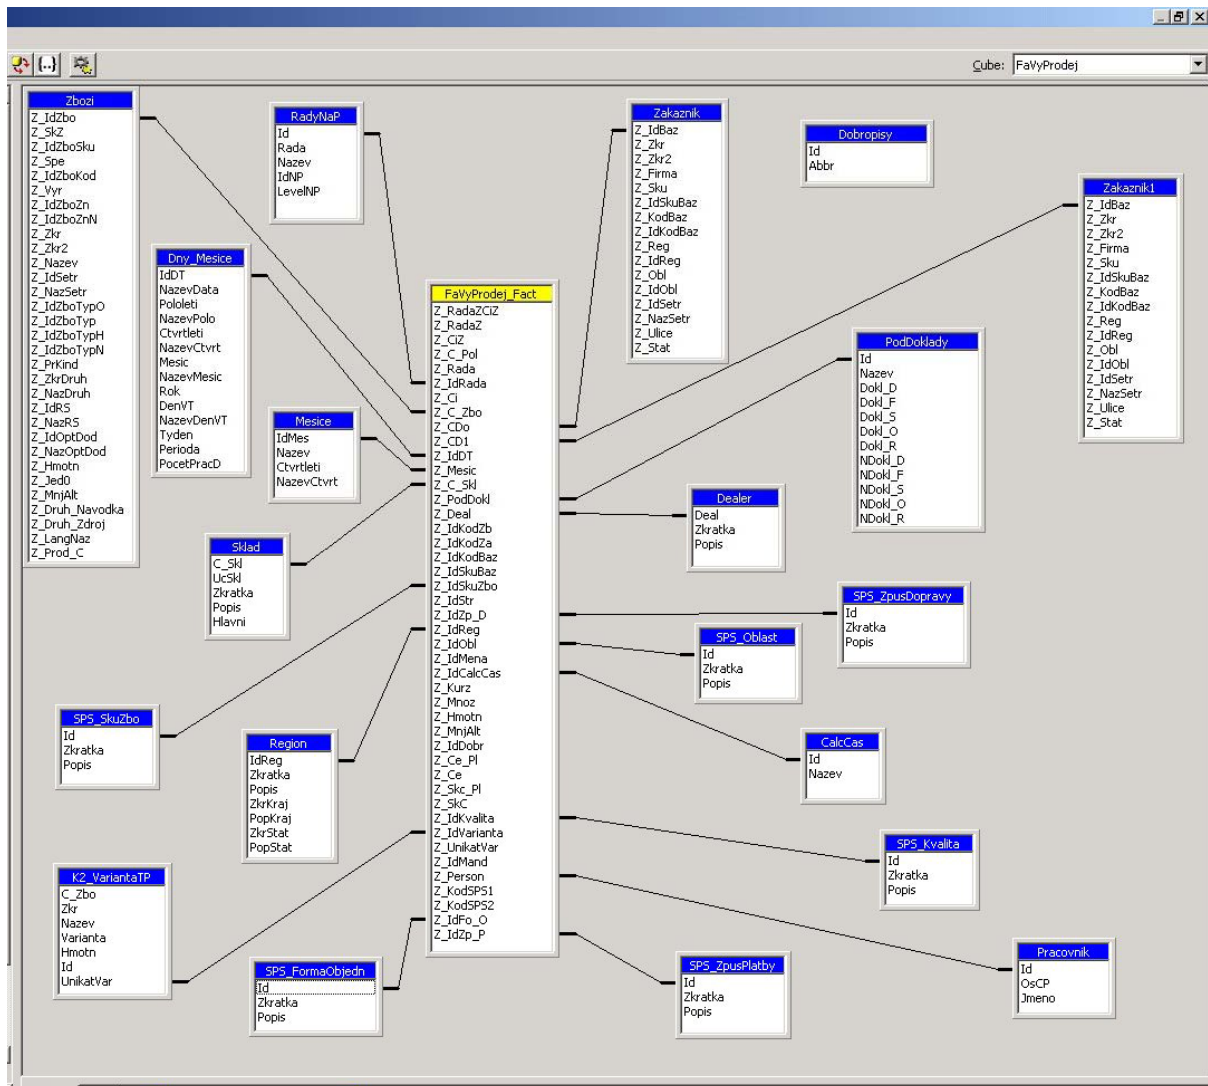 Cube: FaVyProdej
Zbozi
Z_IdZbo
Z_SkZ
Z_IdZboSku
Z_Spe
Z_IdZboKod
Z_Vyr
Z_IdZboZn
Z_IdZboZnN
Z_Zkr
Z_Zkr2
Z_Nazev
Z_IdSetr
Z_NazSetr
Z_IdZboTypO
Z_IdZboTyp
Z_IdZboTypH
Z_IdZboTypN
Z_PrKind
Z_ZkrDruh
Z_NazDruh
Z_IdRS
Z_NazRS
Z_IdOptDod
Z_NazOptDod
Z_Hmotn
Z_Jed0
Z_MnjAlt
Z_Druh_Navodka
Z_Druh_Zdroj
Z_LangNaz
Z_Prod_C
RadyNaP
Id
Rada
Nazev
IdNP
LevelNP
Dny_Mesice
IdDT
NazevData
Pololeti
NazevPolo
Ctvrtleti
NazevCtvrt
Mesic
NazevMesic
Rok
DenVT
NazevDenVT
Tyden
Perioda
PocetPracD
Mesice
IdMes
Nazev
Ctvrtleti
NazevCtvrt
Sklad
C_Skl
UcSkl
Zkratka
Popis
Hlavni
SPS_SkuZbo
Id
Zkratka
Popis
Region
IdReg
Zkratka
Popis
ZkrKraj
PopKraj
ZkrStat
PopStat
K2_VariantaTP
C_Zbo
Zkr
Nazev
Varianta
Hmotn
Id
UnikatVar
SPS_FormaObjedn
Id
Zkratka
Popis
FaVyProdej_Fact
Z_RadaZCiZ
Z_RadaZ
Z_CiZ
Z_C_Pol
Z_Rada
Z_IdRada
Z_Ci
Z_C_Zbo
Z_CDo
Z_CD1
Z_IdDT
Z_Mesic
Z_C_Skl
Z_PodDokl
Z_Deal
Z_IdKodZb
Z_IdKodZa
Z_IdKodBaz
Z_IdSkuBaz
Z_IdSkuZbo
Z_IdStr
Z_IdZp_D
Z_IdReg
Z_IdObl
Z_IdMena
Z_IdCalcCas
Z_Kurz
Z_Mnoz
Z_Hmotn
Z_MnjAlt
Z_IdDobr
Z_Ce_Pl
Z_Ce
Z_Skc_Pl
Z_SkC
Z_IdKvalita
Z_IdVarianta
Z_UnikatVar
Z_IdMand
Z_Person
Z_KodSPS1
Z_KodSPS2
Z_IdFo_O
Z_IdZp_P
Zakaznik
Z_IdBaz
Z_Zkr
Z_Zkr2
Z_Firma
Z_Sku
Z_IdSkuBaz
Z_KodBaz
Z_IdKodBaz
Z_Reg
Z_IdReg
Z_Obl
Z_IdObl
Z_IdSetr
Z_NazSetr
Z_Ulice
Z_Stat
Dobropisy
Id
Abbr
Zakaznik1
Z_IdBaz
Z_Zkr
Z_Zkr2
Z_Firma
Z_Sku
Z_IdSkuBaz
Z_KodBaz
Z_IdKodBaz
Z_Reg
Z_IdReg
Z_Obl
Z_IdObl
Z_IdSetr
Z_NazSetr
Z_Ulice
Z_Stat
PodDoklady
Id
Nazev
Dokl_D
Dokl_F
Dokl_S
Dokl_O
Dokl_R
NDokl_D
NDokl_F
NDokl_S
NDokl_O
NDokl_R
Dealer
Deal
Zkratka
Popis
SPS_ZpusDopravy
Id
Zkratka
Popis
SPS_Oblast
Id
Zkratka
Popis
CalcCas
Id
Nazev
SPS_Kvalita
Id
Zkratka
Popis
Pracovnik
Id
OsCP
Jmeno
SPS_ZpusPlatby
Id
Zkratka
Popis